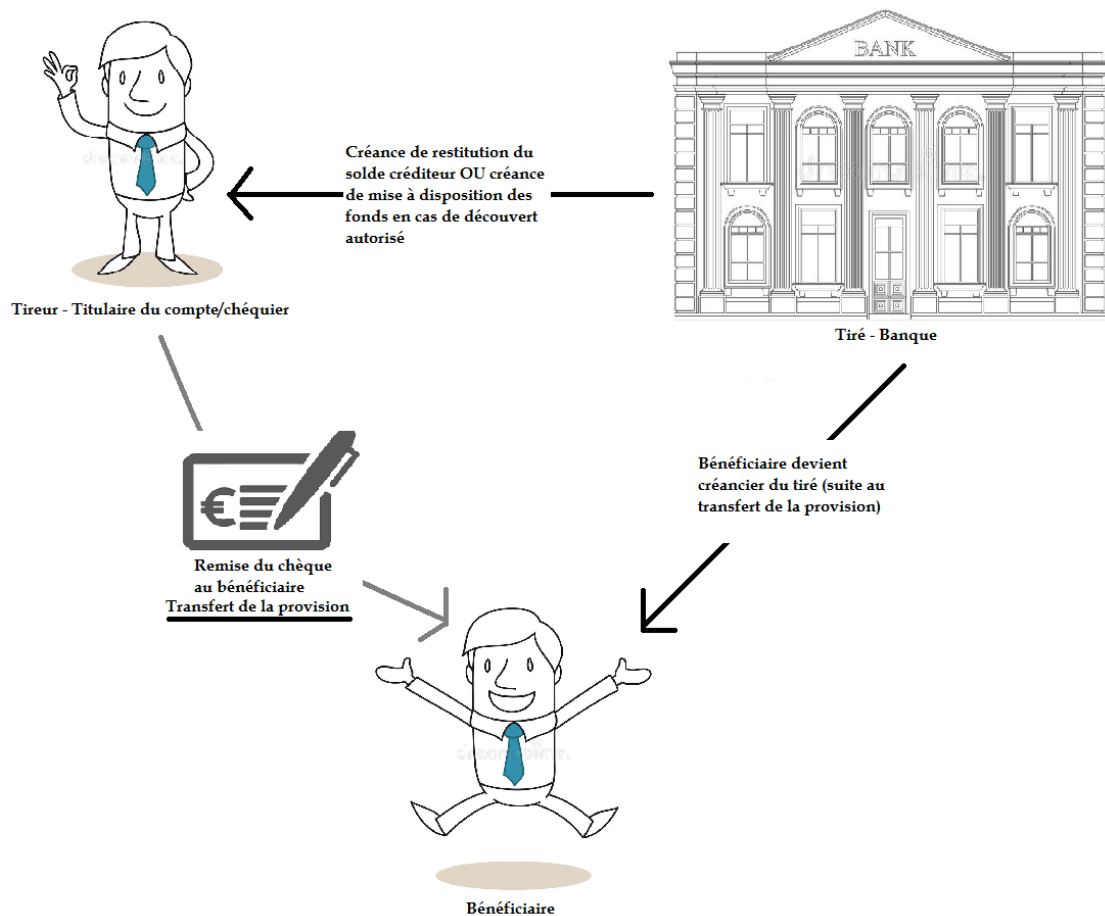 BANK
Créance de restitution du
solde créditeur OU créance
de mise à disposition des
fonds en cas de découvert
autorisé
Tireur - Titulaire du compte/chéquier
Tiré - Banque
Bénéficiaire devient
créancier du tiré (suite au
transfert de la provision)
€
Remise du chèque
au bénéficiaire
Transfert de la provision
Bénéficiaire